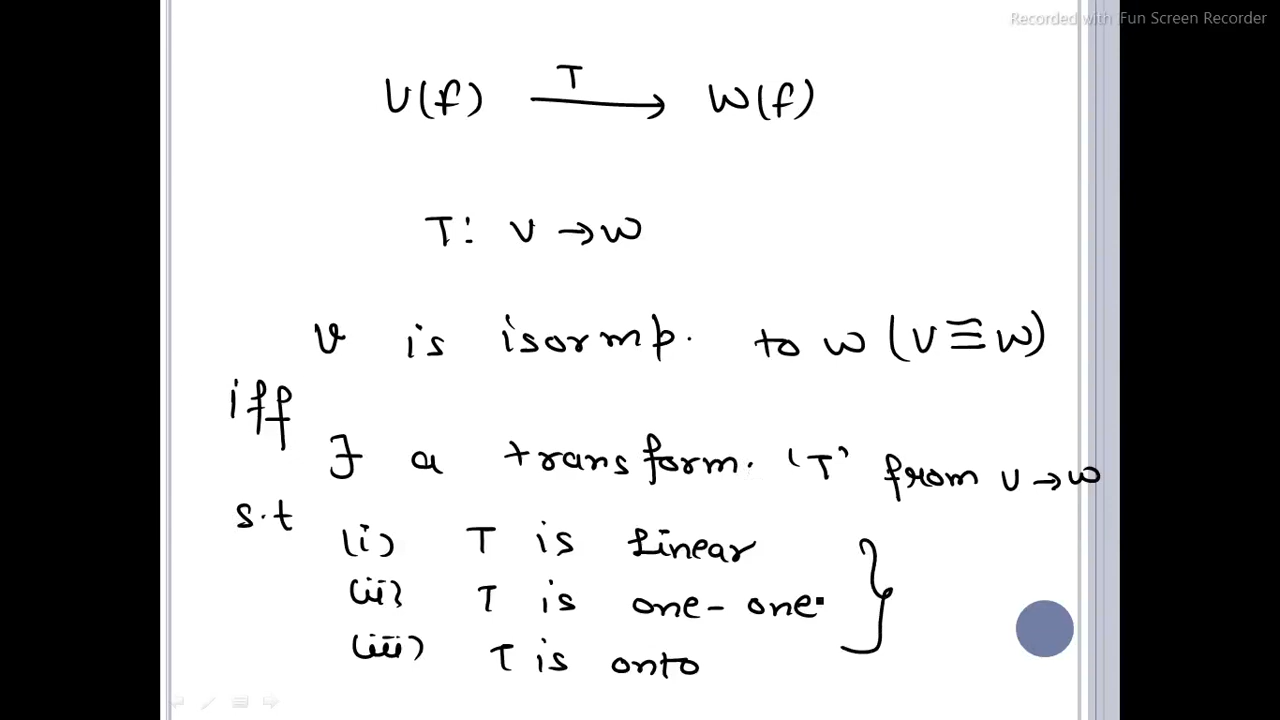 Recorded with iFun Screen Recorder
V(f) T→ W(f)
T: V → W
V is isormp. to W (V ≡ W)
iff
∃ a transform. 'T' from V → W
s.t
(i) T is linear
(ii) T is one-one
(iii) T is onto